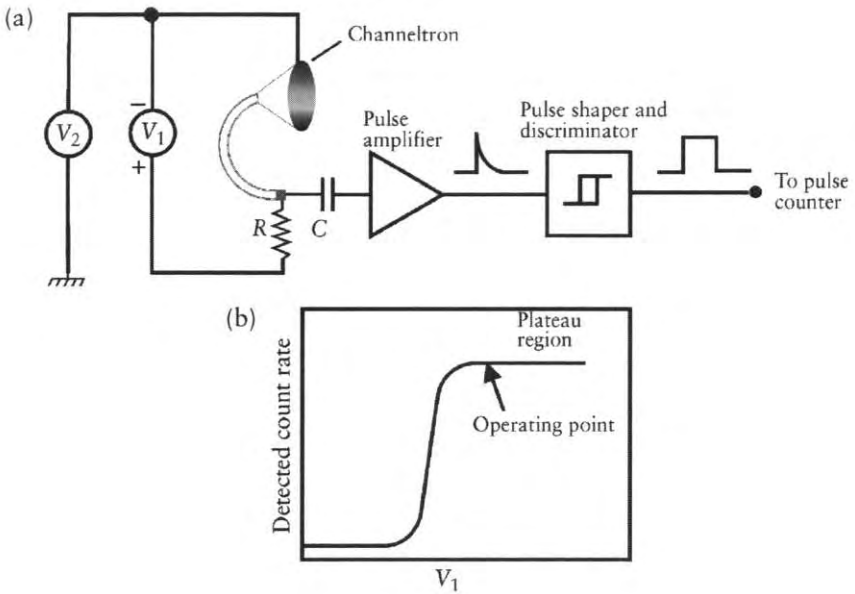 (a)
Channeltron
Pulse
amplifier
Pulse shaper and
discriminator
−
V2
V1
+
To pulse
counter
R
C
(b)
Plateau
region
Operating point
Detected count rate
V1